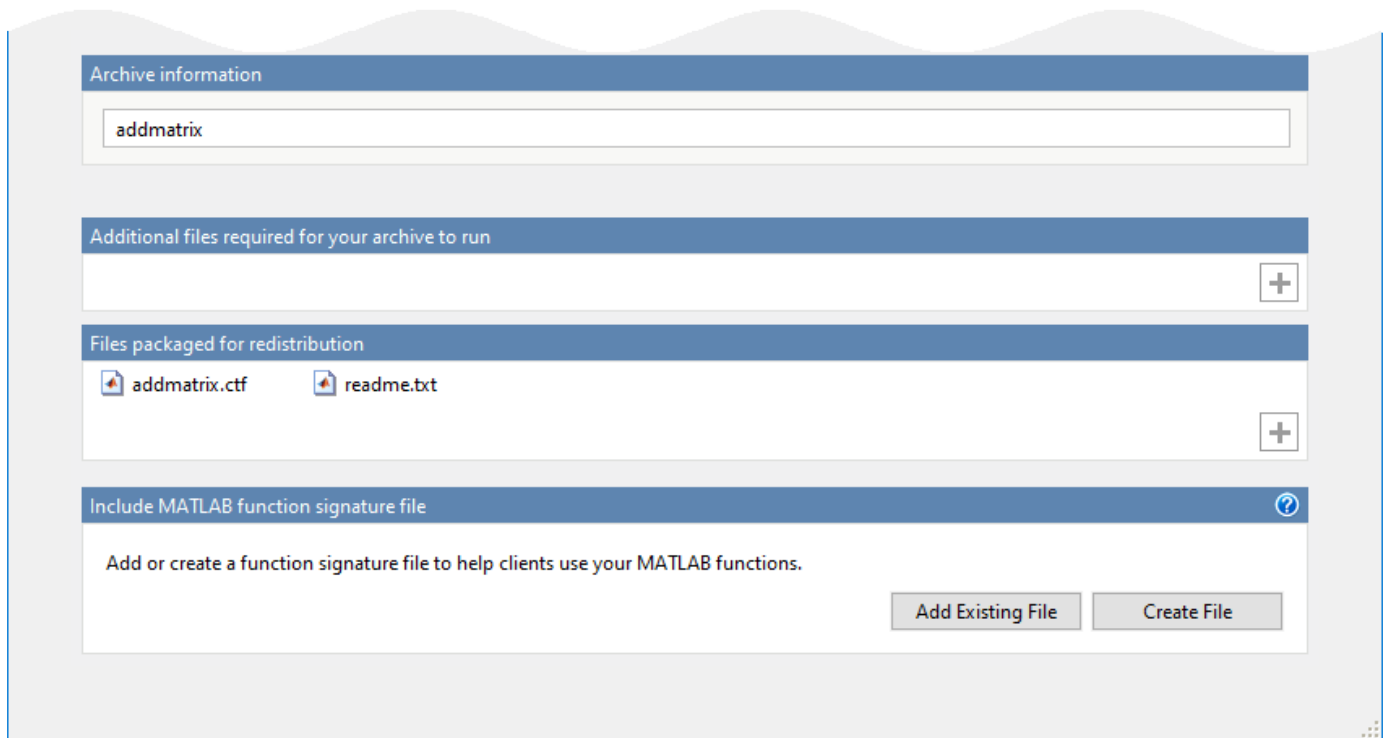 Archive information
addmatrix
Additional files required for your archive to run
Files packaged for redistribution
addmatrix.ctf readme.txt
Include MATLAB function signature file
Add or create a function signature file to help clients use your MATLAB functions.
Add Existing File Create File